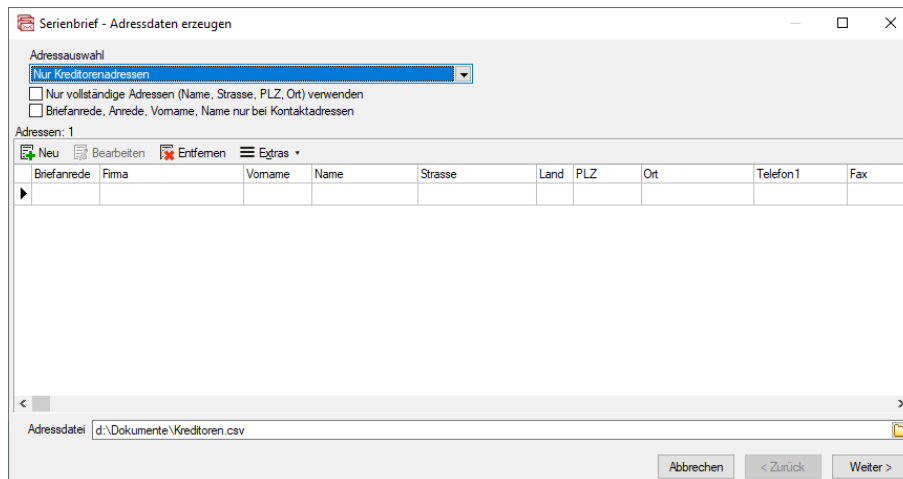 Serienbrief - Adressdaten erzeugen
Adressauswahl
Nur Kreditorenadressen
Nur vollständige Adressen (Name, Strasse, PLZ, Ort) verwenden
Briefanrede, Anrede, Vorname, Name nur bei Kontaktadressen
Adressen: 1
Neu Bearbeiten Entfernen Extras
Briefanrede Firma Vorname Name Strasse Land PLZ Ort Telefon1 Fax
Adressdatei d:\Dokumente\Kreditoren.csv
Abbrechen < Zurück Weiter >